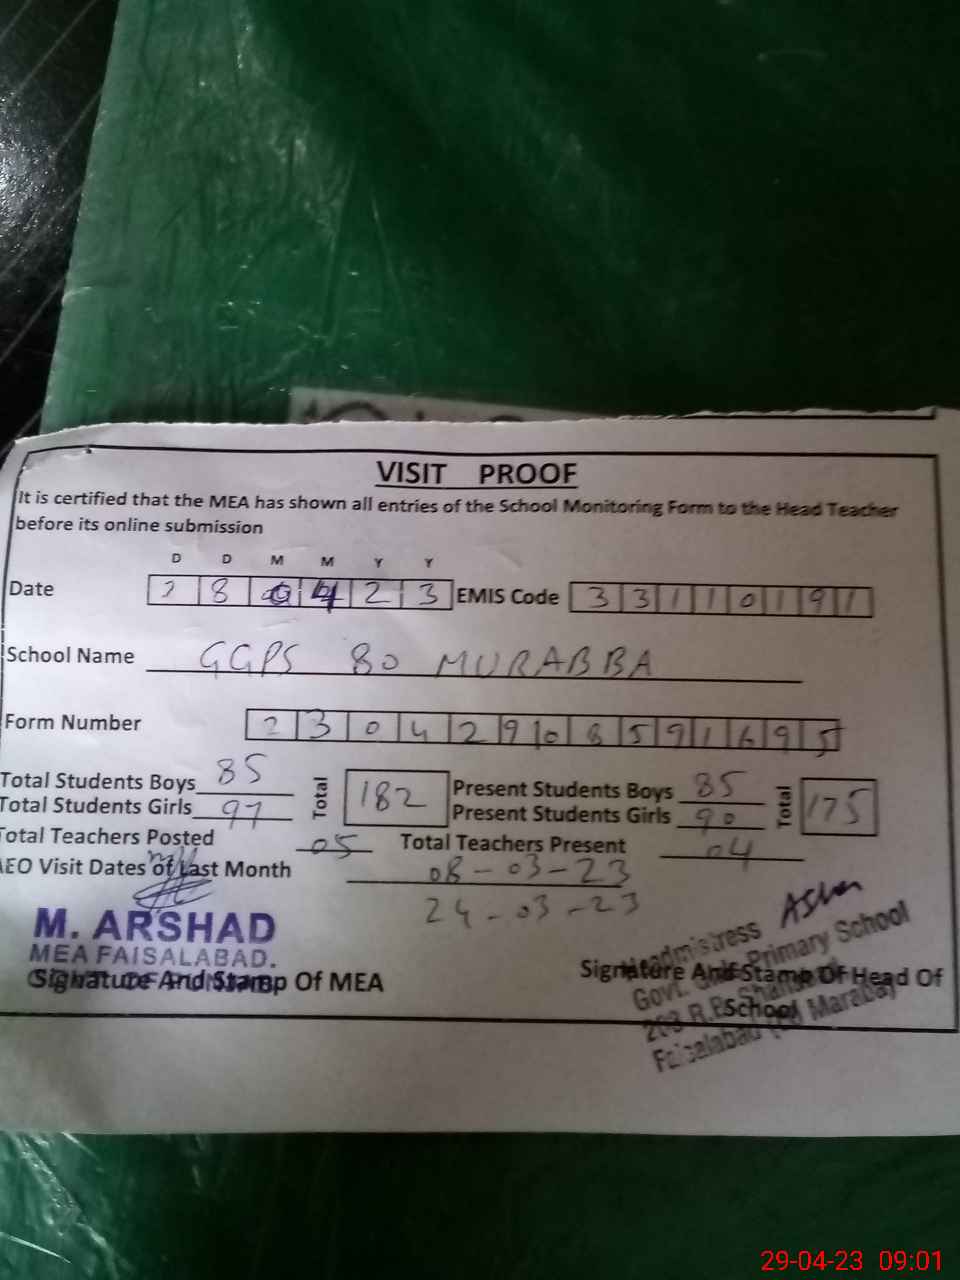 VISIT PROOF
It is certified that the MEA has shown all entries of the School Monitoring Form to the Head Teacher
before its online submission
D D M M Y Y
Date 2 8 0 4 2 3 EMIS Code 3 3 1 1 0 1 9 1
School Name GGPS 80 MURABBA
Form Number 2 3 0 4 2 9 0 8 5 9 1 6 9 5
Total Students Boys 85 Total 182 Present Students Boys 85 Total 175
Total Students Girls 97 Present Students Girls 90
Total Teachers Posted 05 Total Teachers Present 04
AEO Visit Dates of Last Month 08-03-23
24-03-23
M. ARSHAD
MEA FAISALABAD.
Signature And Stamp Of MEA
Signature And Stamp Of Head Of
School
Headmistress
Govt. Girls Primary School
203 R.B.
Faisalabad
29-04-23 09:01